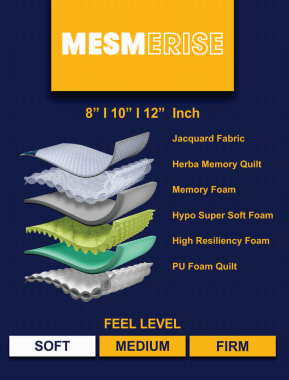 MESMERISE
8” I 10” I 12” Inch
Jacquard Fabric
Herba Memory Quilt
Memory Foam
Hypo Super Soft Foam
High Resiliency Foam
PU Foam Quilt
FEEL LEVEL
SOFT MEDIUM FIRM